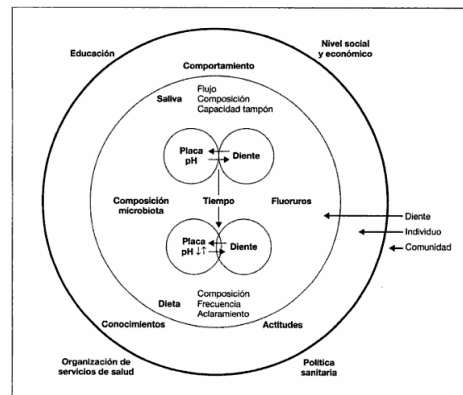 Educación
Nivel social
y económico
Comportamiento
Saliva
Flujo
Composición
Capacidad tampón
Placa
pH
Diente
Composición
microbiota
Tiempo
Fluoruros
Diente
Individuo
Comunidad
Placa
pH ↓↑
Diente
Dieta
Composición
Frecuencia
Aclaramiento
Conocimientos
Actitudes
Organización de
servicios de salud
Política
sanitaria